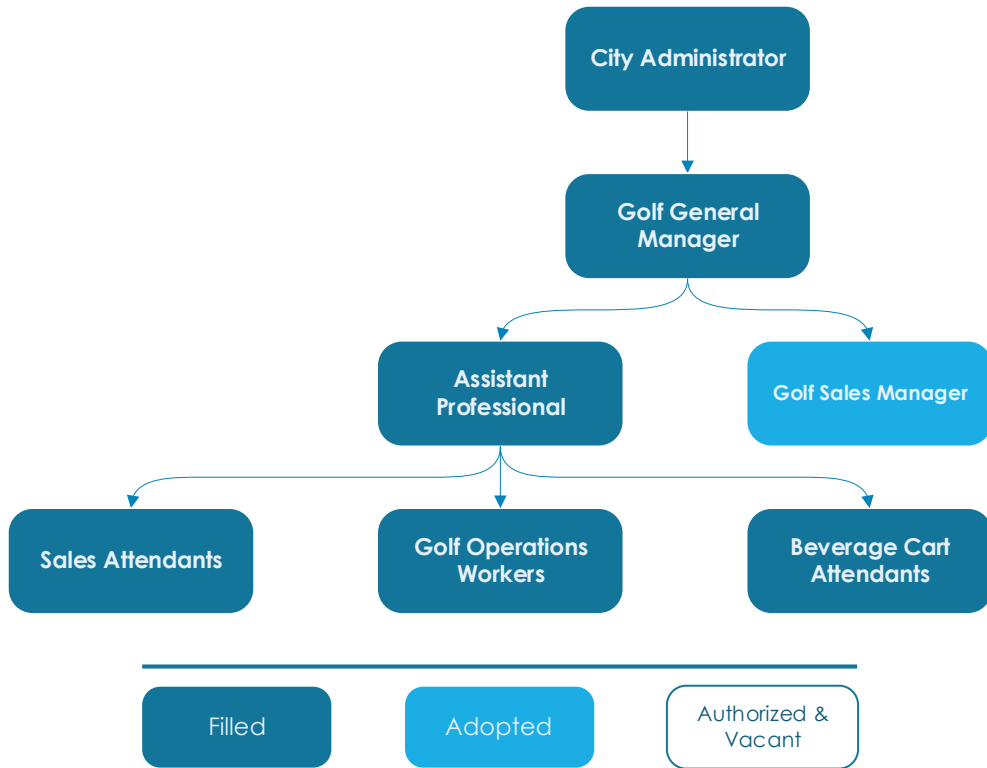 City Administrator
Golf General
Manager
Assistant
Professional
Golf Sales Manager
Sales Attendants
Golf Operations
Workers
Beverage Cart
Attendants
Filled
Adopted
Authorized &
Vacant